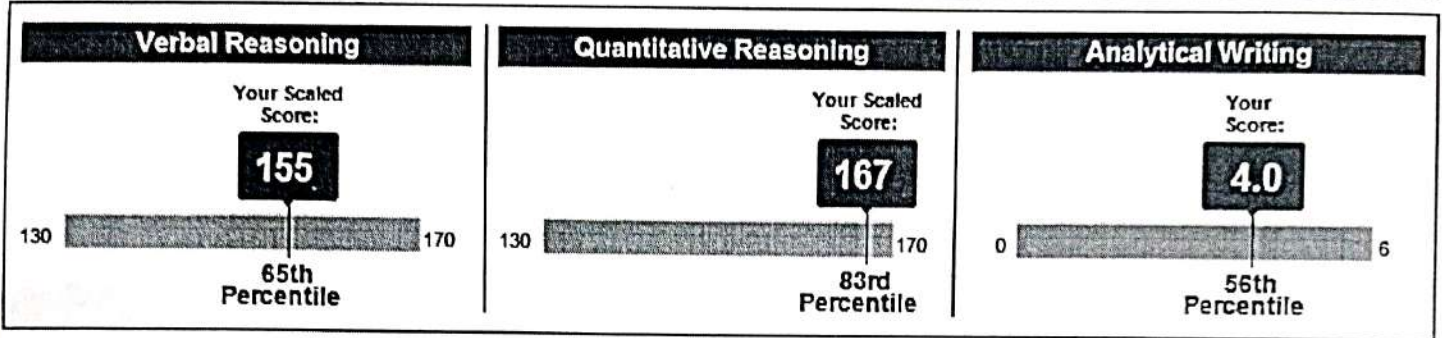 Verbal Reasoning
Your Scaled
Score:
155
130
170
65th
Percentile
Quantitative Reasoning
Your Scaled
Score:
167
130
170
83rd
Percentile
Analytical Writing
Your
Score:
4.0
0
6
56th
Percentile